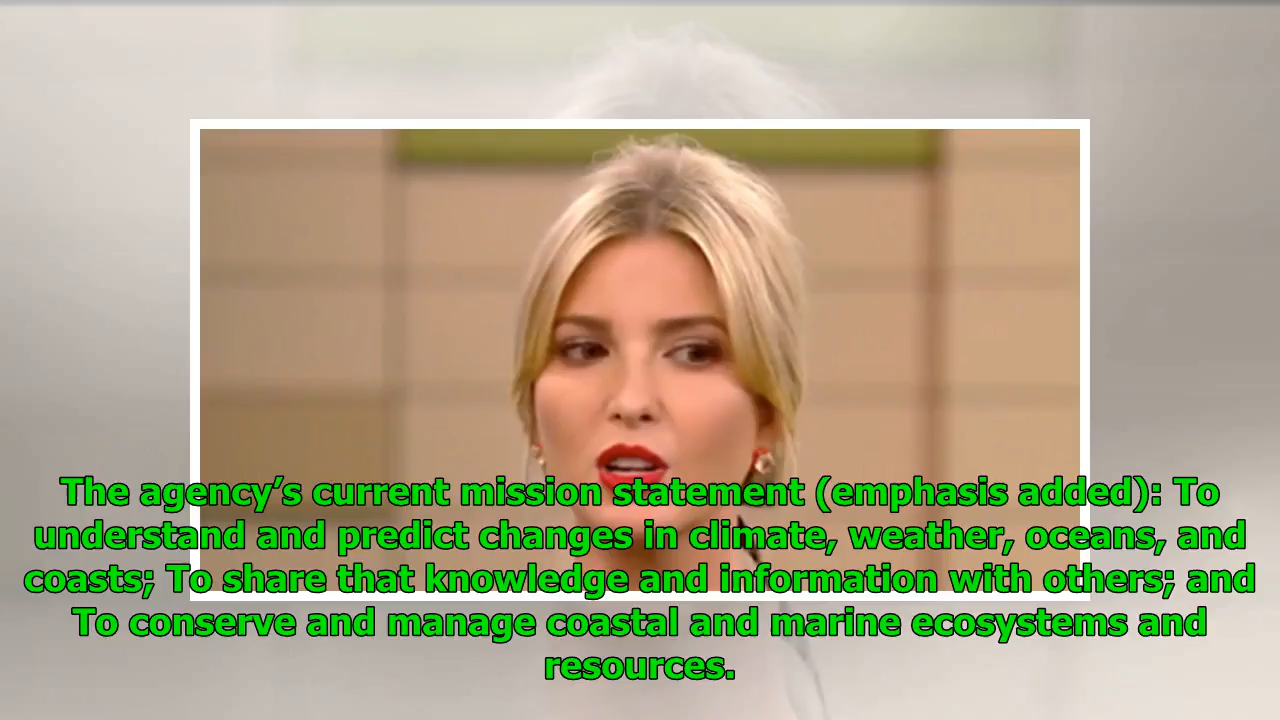 The agency’s current mission statement (emphasis added): To
understand and predict changes in climate, weather, oceans, and
coasts; To share that knowledge and information with others; and
To conserve and manage coastal and marine ecosystems and
resources.